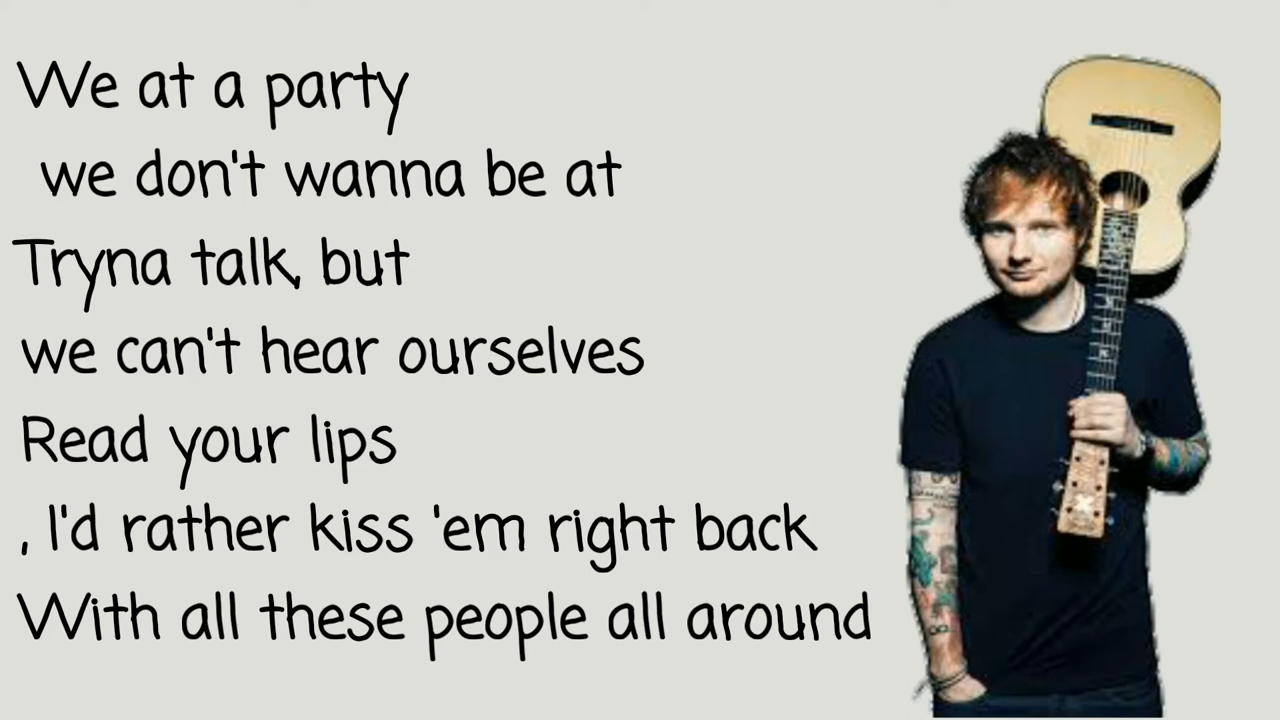 We at a party
we don't wanna be at
Tryna talk, but
we can't hear ourselves
Read your lips
, I'd rather kiss 'em right back
With all these people all around